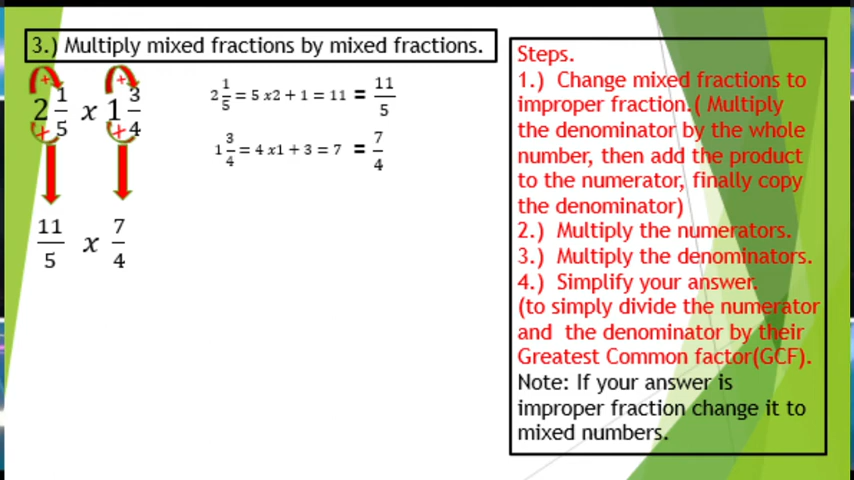 3.) Multiply mixed fractions by mixed fractions.
2 1/5 x 1 3/4
2 1/5 = 5 x2 + 1 = 11 = 11/5
1 3/4 = 4 x1 + 3 = 7 = 7/4
11/5 x 7/4
Steps.
1.) Change mixed fractions to
improper fraction.( Multiply
the denominator by the whole
number, then add the product
to the numerator, finally copy
the denominator)
2.) Multiply the numerators.
3.) Multiply the denominators.
4.) Simplify your answer.
(to simply divide the numerator
and the denominator by their
Greatest Common factor(GCF).
Note: If your answer is
improper fraction change it to
mixed numbers.